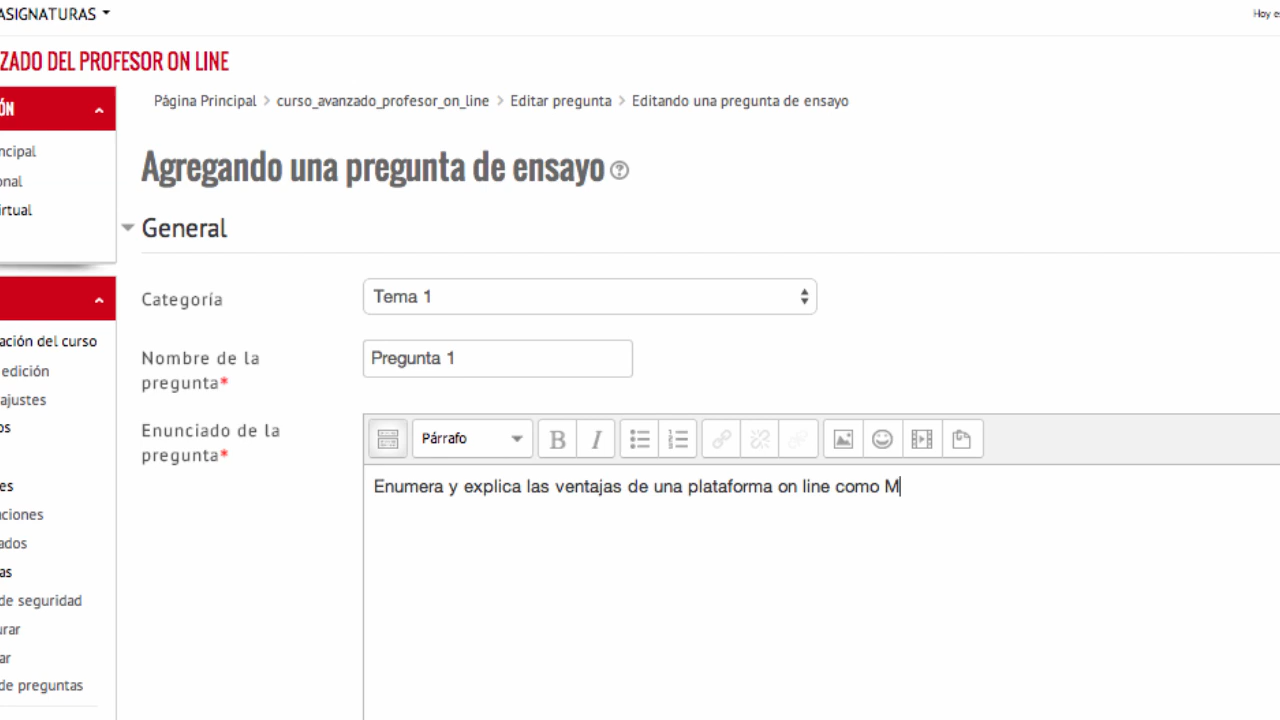 ASIGNATURAS
Hoy es
ZADO DEL PROFESOR ON LINE
ÓN
Página Principal > curso_avanzado_profesor_on_line > Editar pregunta > Editando una pregunta de ensayo
ncipal
onal
irtual
Agregando una pregunta de ensayo
General
Categoría
Tema 1
Nombre de la
pregunta*
Pregunta 1
Enunciado de la
pregunta*
Párrafo
B I
Enumera y explica las ventajas de una plataforma on line como M
ación del curso
edición
ajustes
os
es
ciones
ados
as
de seguridad
urar
ar
de preguntas